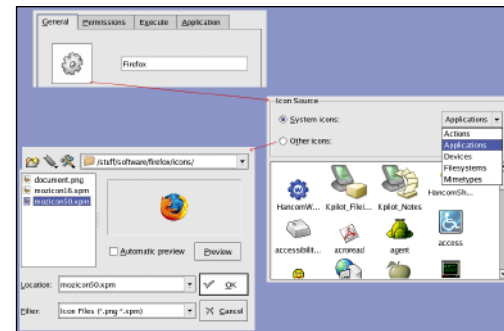 General Permissions Execute Application
Firefox
Icon Source
System icons:
Applications
Other icons:
Actions
Applications
Devices
Filesystems
Mimetypes
HancomW... Kpilot_FileI... Kpilot_Notes HancomSh...
accessibilit... acroread agent access
/stuff/software/firefox/icons/
document.png
mozicon16.xpm
mozicon50.xpm
Automatic preview Preview
Location: mozicon50.xpm OK
Filter: Icon Files (*.png *.xpm) Cancel